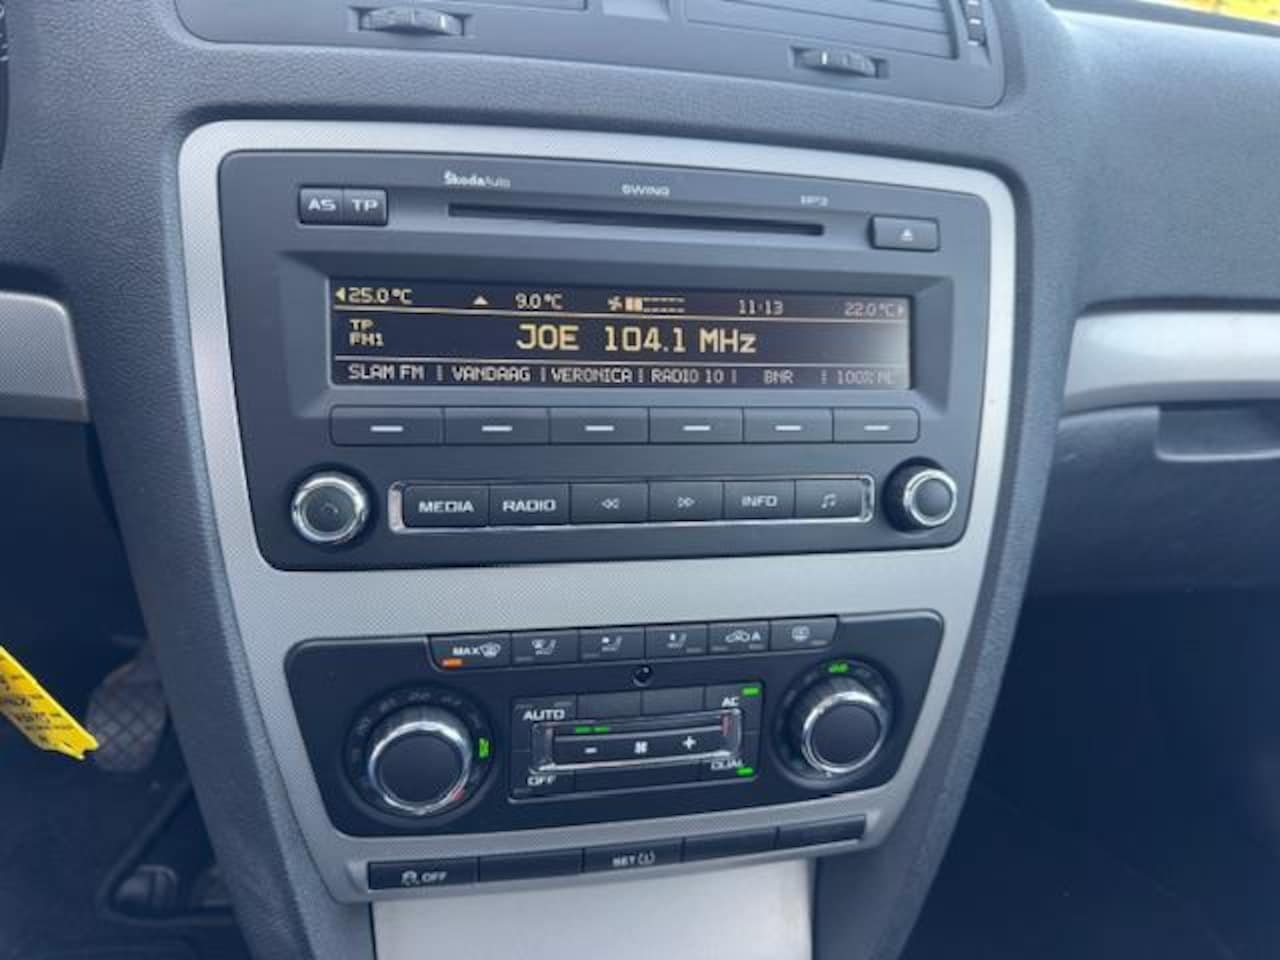 ŠkodaAuto SWING MP3
AS TP
25.0°C 9.0°C 11:13 22.0°C
TP
FM1
JOE 104.1 MHz
SLAM FM | VANDAAG | VERONICA | RADIO 10 | BNR | 100% NL
MEDIA RADIO INFO
MAX A
AUTO AC
- +
OFF DUAL
OFF SET